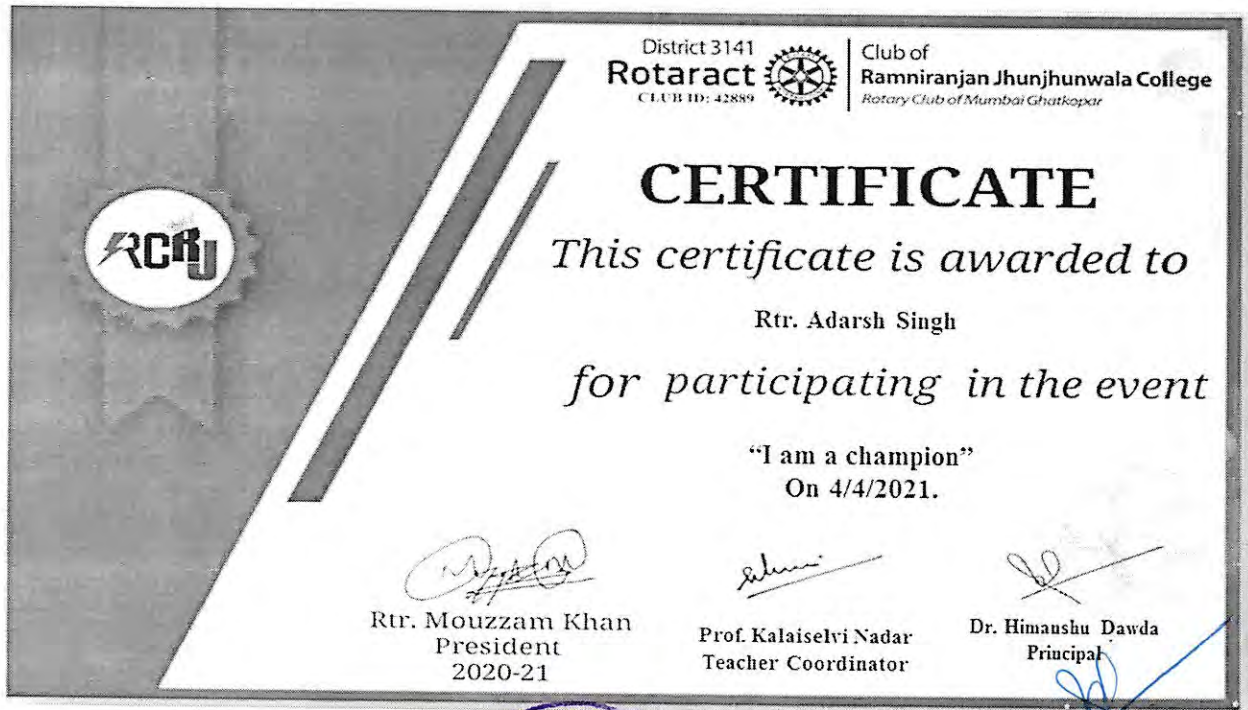 District 3141
Rotaract
CLUB ID: 42889
Club of
Ramniranjan Jhunjhunwala College
Rotary Club of Mumbai Ghatkopar
RCRJ
CERTIFICATE
This certificate is awarded to
Rtr. Adarsh Singh
for participating in the event
“I am a champion”
On 4/4/2021.
Rtr. Mouzzam Khan
President
2020-21
Prof. Kalaiselvi Nadar
Teacher Coordinator
Dr. Himanshu Dawda
Principal